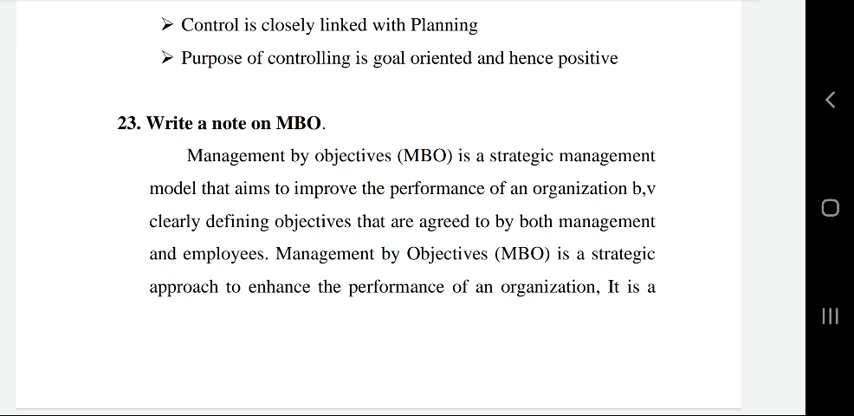 ➢ Control is closely linked with Planning
➢ Purpose of controlling is goal oriented and hence positive
23. Write a note on MBO.
Management by objectives (MBO) is a strategic management
model that aims to improve the performance of an organization b,v
clearly defining objectives that are agreed to by both management
and employees. Management by Objectives (MBO) is a strategic
approach to enhance the performance of an organization, It is a